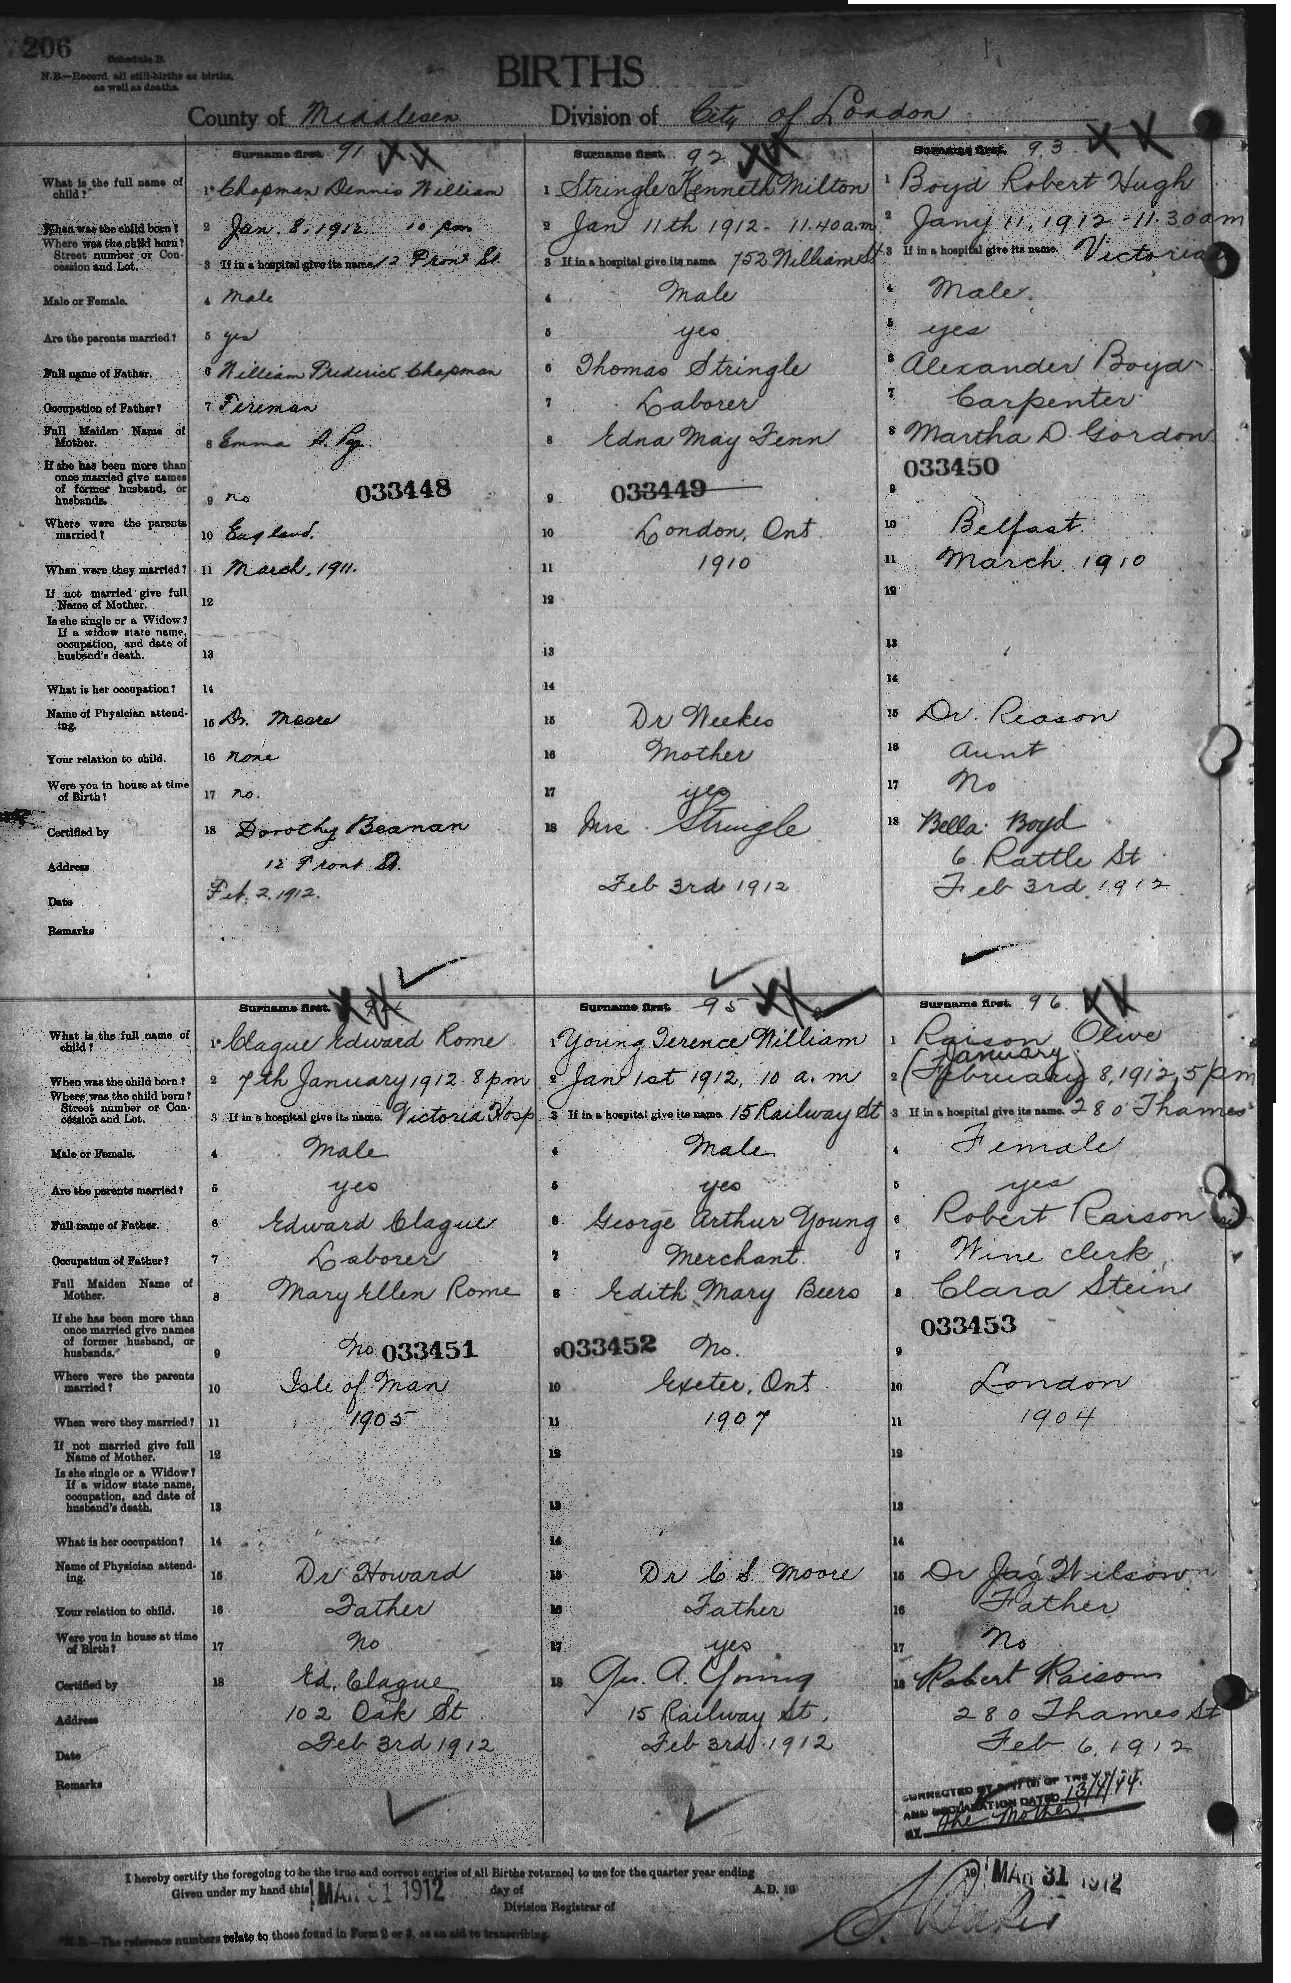 206
Schedule B.
N.B.—Record all still-births as births,
as well as deaths.
BIRTHS
County of Middlesex Division of City of London
Surname first. 91
What is the full name of child? 1 Chapman Dennis William
When was the child born? 2 Jan. 8, 1912 10 pm
Where was the child born? Street number or Concession and Lot. 3 If in a hospital give its name. 12 Front St
Male or Female. 4 Male
Are the parents married? 5 yes
Full name of Father. 6 William Frederick Chapman
Occupation of Father? 7 Fireman
Full Maiden Name of Mother. 8 Emma S.
If she has been more than once married give names of former husband, or husbands. 9 no 033448
Where were the parents married? 10 England.
When were they married? 11 March, 1911.
If not married give full Name of Mother. 12
Is she single or a Widow? If a widow state name, occupation, and date of husband's death. 13
What is her occupation? 14
Name of Physician attending. 15 Dr. Moore
Your relation to child. 16 none
Were you in house at time of Birth? 17 no.
Certified by 18 Dorothy Beaman
Address 12 Front St.
Date Feb. 2, 1912.
Remarks
Surname first. 92
1 Stringle Kenneth Milton
2 Jan 11th 1912 - 11.40 a.m
3 If in a hospital give its name. 752 William St
4 Male
5 yes
6 Thomas Stringle
7 Laborer
8 Edna May Fenn
9 033449
10 London, Ont.
11 1910
12
13
14
15 Dr Weekes
16 Mother
17 yes
18 Mrs Stringle
Feb 3rd 1912
Surname first. 93
1 Boyd Robert Hugh
2 Jany 11, 1912 - 11.30 am
3 If in a hospital give its name. Victoria
4 Male.
5 yes
6 Alexander Boyd
7 Carpenter
8 Martha D. Gordon
033450
9
10 Belfast.
11 March 1910
12
13
14
15 Dr. Reason
16 aunt
17 No
18 Bella Boyd
6 Rattle St
Feb 3rd 1912
Surname first. 94
What is the full name of child? 1 Clague Edward Rome
When was the child born? 2 7th January 1912 8 pm
Where was the child born? Street number or Concession and Lot. 3 If in a hospital give its name. Victoria Hosp
Male or Female. 4 Male
Are the parents married? 5 yes
Full name of Father. 6 Edward Clague
Occupation of Father? 7 Laborer
Full Maiden Name of Mother. 8 Mary Ellen Rome
If she has been more than once married give names of former husband, or husbands. 9 No. 033451
Where were the parents married? 10 Isle of Man
When were they married? 11 1905
If not married give full Name of Mother. 12
Is she single or a Widow? If a widow state name, occupation, and date of husband's death. 13
What is her occupation? 14
Name of Physician attending. 15 Dr Howard
Your relation to child. 16 Father
Were you in house at time of Birth? 17 No
Certified by 18 Ed. Clague
Address 102 Oak St
Date Feb 3rd 1912
Remarks
Surname first. 95
1 Young Terence William
2 Jan 1st 1912, 10 a.m
3 If in a hospital give its name. 15 Railway St
4 Male
5 yes
6 George Arthur Young
7 Merchant
8 Edith Mary Beers
9 033452 No.
10 Exeter, Ont
11 1907
12
13
14
15 Dr C S. Moore
16 Father
17 yes
18 Geo. A. Young
15 Railway St.
Feb 3rd 1912
Surname first. 96
1 Raison Olive
January
2 (February) 8, 1912, 5 pm
3 If in a hospital give its name. 280 Thames
4 Female
5 yes
6 Robert Raison
7 Wine clerk
8 Clara Stein
033453
9
10 London
11 1904
12
13
14
15 Dr Jas Wilson
16 Father
17 No
18 Robert Raison
280 Thames St
Feb 6, 1912
CORRECTED BY OF THE
AND DECLARATION DATED 13/4/44.
BY The Mother
I hereby certify the foregoing to be the true and correct entries of all Births returned to me for the quarter year ending MAR 31 1912
Given under my hand this MAR 31 1912 day of A.D. 19
Division Registrar of
N.B.—The reference numbers relate to those found in Form 2 or 3, as an aid to transcribing.